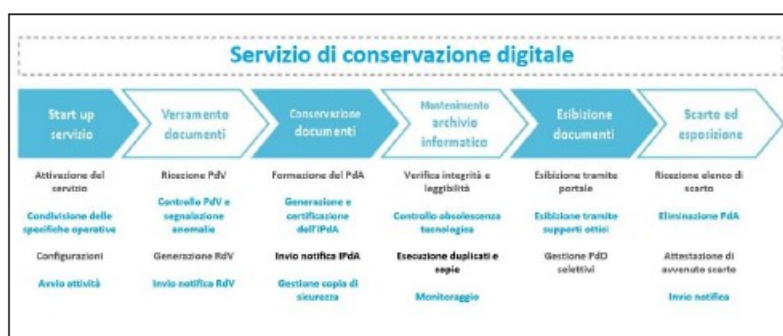 Servizio di conservazione digitale
Start up
servizio
Versamento
documenti
Conservazione
documenti
Mantenimento
archivio
informatico
Esibizione
documenti
Scarto ed
esposizione
Attivazione del
servizio
Condivisione delle
specifiche operative
Configurazioni
Avvio attività
Ricezione PdV
Controllo PdV e
segnalazione
anomalie
Generazione RdV
Invio notifica RdV
Formazione del PdA
Generazione e
certificazione
dell'IPdA
Invio notifica IPdA
Gestione copia di
sicurezza
Verifica integrità e
leggibilità
Controllo obsolescenza
tecnologica
Esecuzione duplicati e
copie
Monitoraggio
Esibizione tramite
portale
Esibizione tramite
supporti ottici
Gestione PdD
selettivi
Ricezione elenco di
scarto
Eliminazione PdA
Attestazione di
avvenuto scarto
Invio notifica